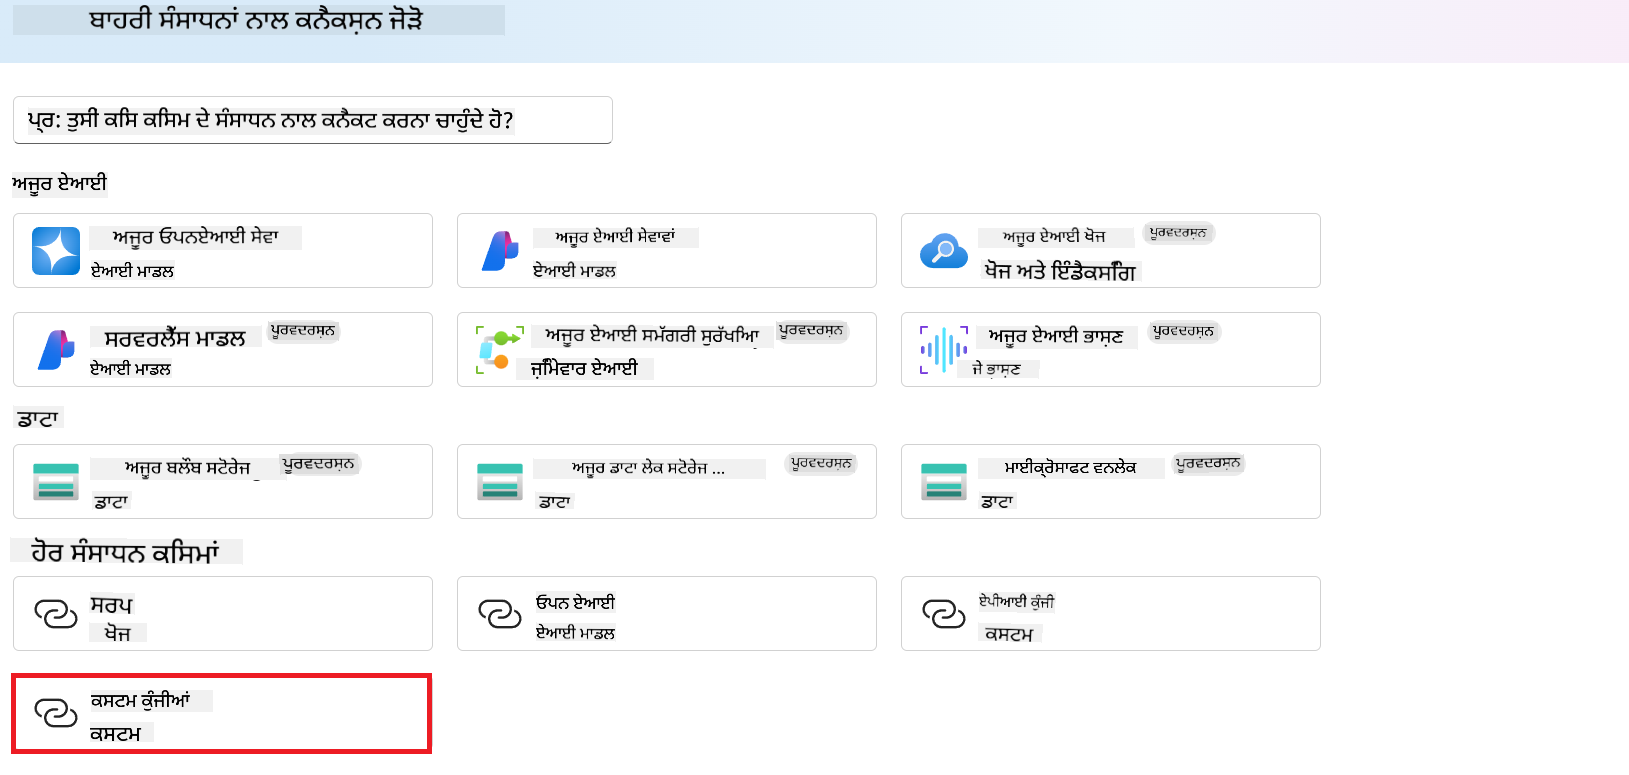 ਬਾਹਰੀ ਸੰਸਾਧਨਾਂ ਨਾਲ ਕਨੈਕਸ਼ਨ ਜੋੜੋ
ਪ੍ਰ: ਤੁਸੀ ਕਸਿ ਕਸਿਮ ਦੇ ਸੰਸਾਧਨ ਨਾਲ ਕਨੈਕਟ ਕਰਨਾ ਚਾਹੁੰਦੇ ਹੋ?
ਅਜ਼ੂਰ ਏਆਈ
ਅਜ਼ੂਰ ਓਪਨਏਆਈ ਸੇਵਾ
ਏਆਈ ਮਾਡਲ
ਅਜ਼ੂਰ ਏਆਈ ਸੇਵਾਵਾਂ
ਏਆਈ ਮਾਡਲ
ਅਜ਼ੂਰ ਏਆਈ ਖੋਜ ਪੂਰਵਦਰਸ਼ਨ
ਖੋਜ ਅਤੇ ਇੰਡੈਕਸਿੰਗ
ਸਰਵਰਲੈੱਸ ਮਾਡਲ ਪੂਰਵਦਰਸ਼ਨ
ਏਆਈ ਮਾਡਲ
ਅਜ਼ੂਰ ਏਆਈ ਸਮੱਗਰੀ ਸੁਰੱਖਿਆ ਪੂਰਵਦਰਸ਼ਨ
ਜ਼ਿੰਮੇਵਾਰ ਏਆਈ
ਅਜ਼ੂਰ ਏਆਈ ਭਾਸ਼ਣ ਪੂਰਵਦਰਸ਼ਨ
ਜੇ ਭਾਸ਼ਣ
ਡਾਟਾ
ਅਜ਼ੂਰ ਬਲੌਬ ਸਟੋਰੇਜ ਪੂਰਵਦਰਸ਼ਨ
ਡਾਟਾ
ਅਜ਼ੂਰ ਡਾਟਾ ਲੇਕ ਸਟੋਰੇਜ ... ਪੂਰਵਦਰਸ਼ਨ
ਡਾਟਾ
ਮਾਈਕ੍ਰੋਸਾਫਟ ਵਨਲੇਕ ਪੂਰਵਦਰਸ਼ਨ
ਡਾਟਾ
ਹੋਰ ਸੰਸਾਧਨ ਕਸਿਮਾਂ
ਸਰਪ
ਖੋਜ
ਓਪਨ ਏਆਈ
ਏਆਈ ਮਾਡਲ
ਏਪੀਆਈ ਕੁੰਜੀ
ਕਸਟਮ
ਕਸਟਮ ਕੁੰਜੀਆਂ
ਕਸਟਮ